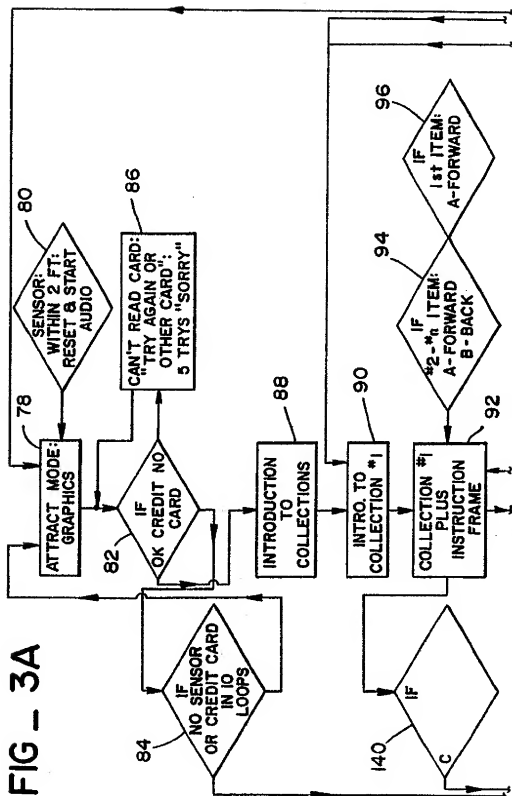 FIG _ 3A
80
SENSOR:
WITHIN 2 FT:
RESET & START
AUDIO
78
ATTRACT MODE:
GRAPHICS
86
CAN'T READ CARD:
"TRY AGAIN OR
OTHER CARD":
5 TRYS "SORRY"
82
IF
OK CREDIT NO
CARD
84
IF
NO SENSOR
OR CREDIT CARD
IN 10
LOOPS
88
INTRODUCTION
TO
COLLECTIONS
90
INTRO. TO
COLLECTION #1
96
IF
1st ITEM:
A-FORWARD
94
IF
#2-#n ITEM:
A-FORWARD
B-BACK
92
COLLECTION #1
PLUS
INSTRUCTION
FRAME
140
IF
C